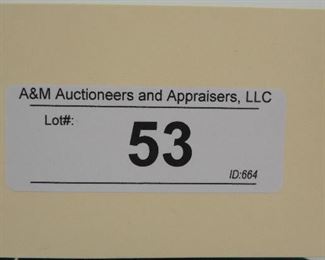 A&M Auctioneers and Appraisers, LLC
Lot#:
53
ID:664